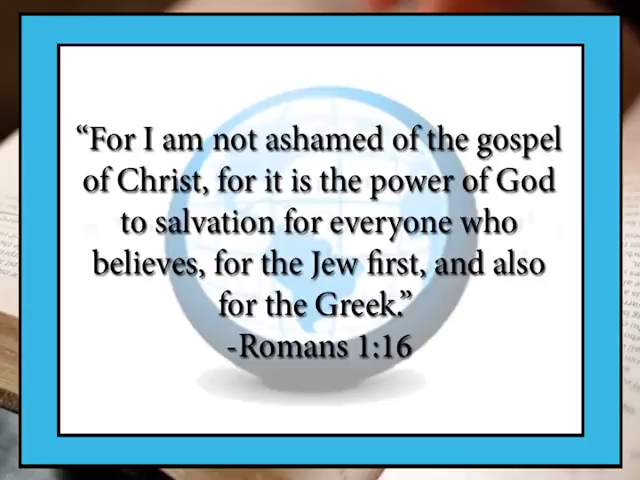 “For I am not ashamed of the gospel
of Christ, for it is the power of God
to salvation for everyone who
believes, for the Jew first, and also
for the Greek.”
-Romans 1:16